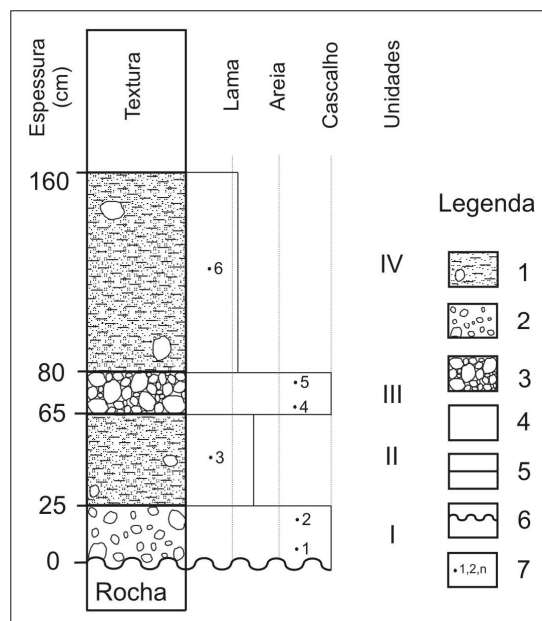 Espessura
(cm)
Textura
Lama
Areia
Cascalho
Unidades
160
80
65
25
0
6
5
4
3
2
1
Rocha
IV
III
II
I
Legenda
1
2
3
4
5
6
1,2,n 7